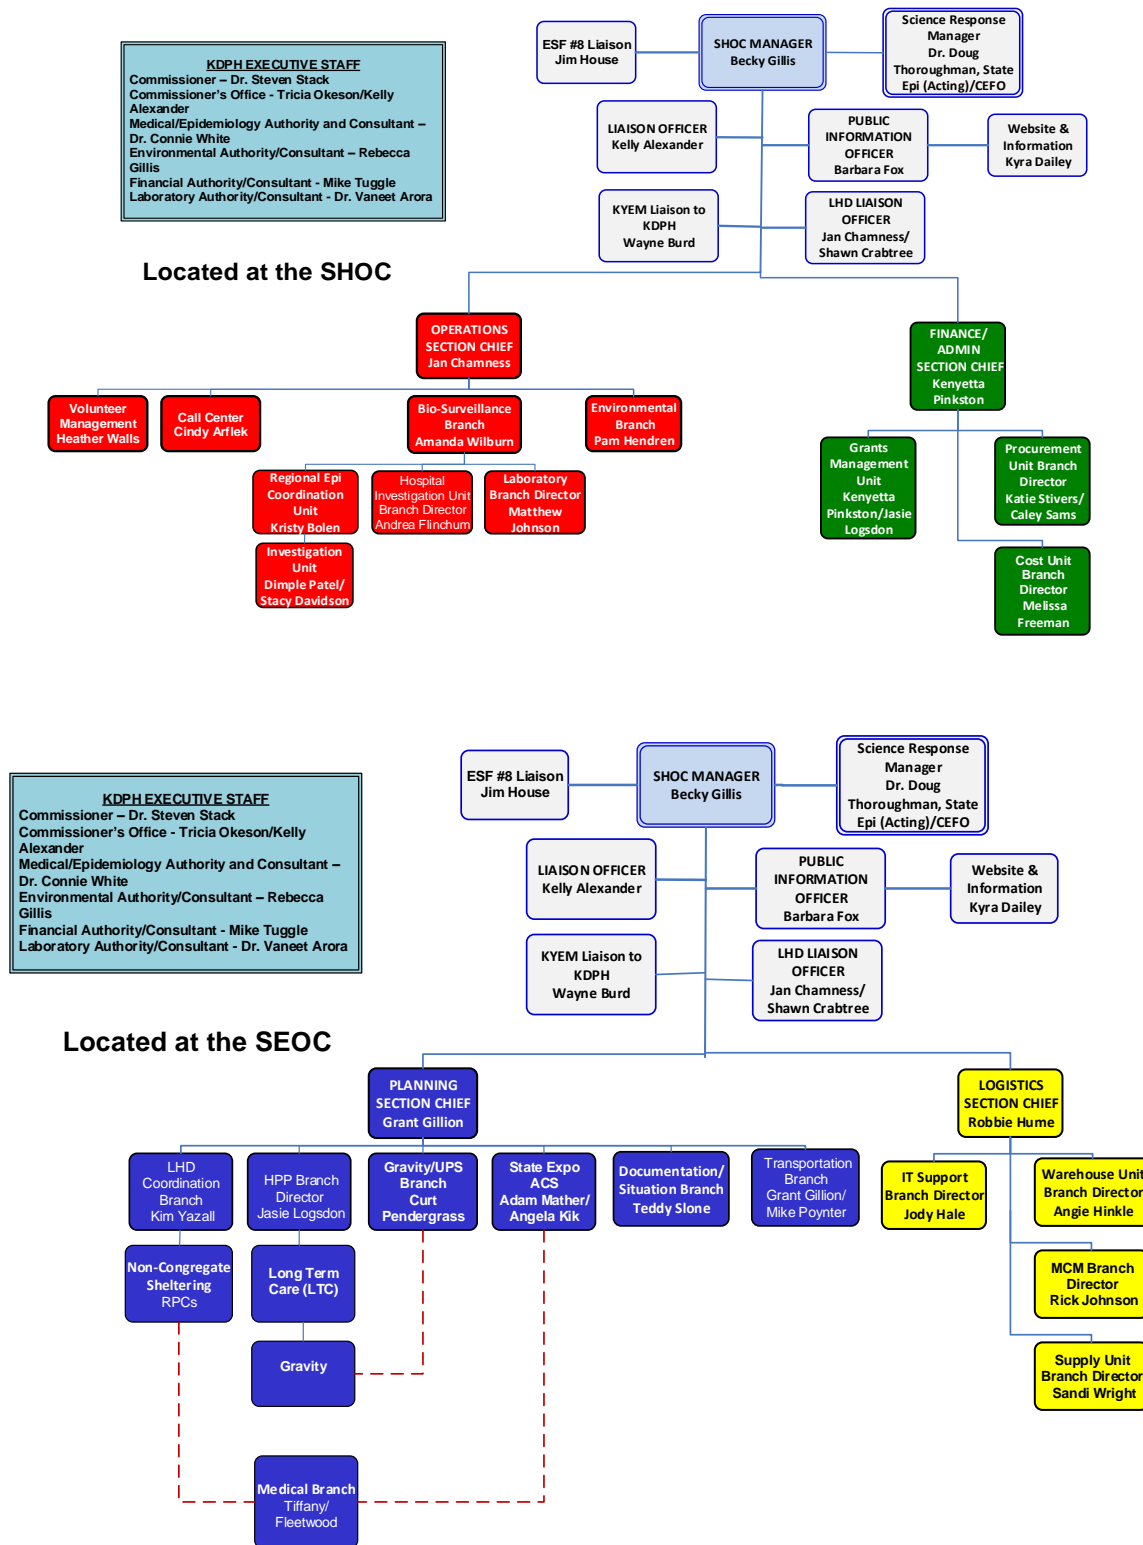 KDPH EXECUTIVE STAFF
Commissioner – Dr. Steven Stack
Commissioner's Office - Tricia Okeson/Kelly
Alexander
Medical/Epidemiology Authority and Consultant –
Dr. Connie White
Environmental Authority/Consultant – Rebecca
Gillis
Financial Authority/Consultant - Mike Tuggle
Laboratory Authority/Consultant - Dr. Vaneet Arora
ESF #8 Liaison
Jim House
SHOC MANAGER
Becky Gillis
Science Response
Manager
Dr. Doug
Thoroughman, State
Epi (Acting)/CEFO
LIAISON OFFICER
Kelly Alexander
PUBLIC
INFORMATION
OFFICER
Barbara Fox
Website &
Information
Kyra Dailey
KYEM Liaison to
KDPH
Wayne Burd
LHD LIAISON
OFFICER
Jan Chamness/
Shawn Crabtree
Located at the SHOC
OPERATIONS
SECTION CHIEF
Jan Chamness
FINANCE/
ADMIN
SECTION CHIEF
Kenyetta
Pinkston
Volunteer
Management
Heather Walls
Call Center
Cindy Arflek
Bio-Surveillance
Branch
Amanda Wilburn
Environmental
Branch
Pam Hendren
Regional Epi
Coordination
Unit
Kristy Bolen
Hospital
Investigation Unit
Branch Director
Andrea Flinchum
Laboratory
Branch Director
Matthew
Johnson
Investigation
Unit
Dimple Patel/
Stacy Davidson
Grants
Management
Unit
Kenyetta
Pinkston/Jasie
Logsdon
Procurement
Unit Branch
Director
Katie Stivers/
Caley Sams
Cost Unit
Branch
Director
Melissa
Freeman
KDPH EXECUTIVE STAFF
Commissioner – Dr. Steven Stack
Commissioner's Office - Tricia Okeson/Kelly
Alexander
Medical/Epidemiology Authority and Consultant –
Dr. Connie White
Environmental Authority/Consultant – Rebecca
Gillis
Financial Authority/Consultant - Mike Tuggle
Laboratory Authority/Consultant - Dr. Vaneet Arora
ESF #8 Liaison
Jim House
SHOC MANAGER
Becky Gillis
Science Response
Manager
Dr. Doug
Thoroughman, State
Epi (Acting)/CEFO
LIAISON OFFICER
Kelly Alexander
PUBLIC
INFORMATION
OFFICER
Barbara Fox
Website &
Information
Kyra Dailey
KYEM Liaison to
KDPH
Wayne Burd
LHD LIAISON
OFFICER
Jan Chamness/
Shawn Crabtree
Located at the SEOC
PLANNING
SECTION CHIEF
Grant Gillion
LOGISTICS
SECTION CHIEF
Robbie Hume
LHD
Coordination
Branch
Kim Yazall
HPP Branch
Director
Jasie Logsdon
Gravity/UPS
Branch
Curt
Pendergrass
State Expo
ACS
Adam Mather/
Angela Kik
Documentation/
Situation Branch
Teddy Slone
Transportation
Branch
Grant Gillion/
Mike Poynter
IT Support
Branch Director
Jody Hale
Warehouse Unit
Branch Director
Angie Hinkle
Non-Congregate
Sheltering
RPCs
Long Term
Care (LTC)
MCM Branch
Director
Rick Johnson
Gravity
Supply Unit
Branch Director
Sandi Wright
Medical Branch
Tiffany/
Fleetwood